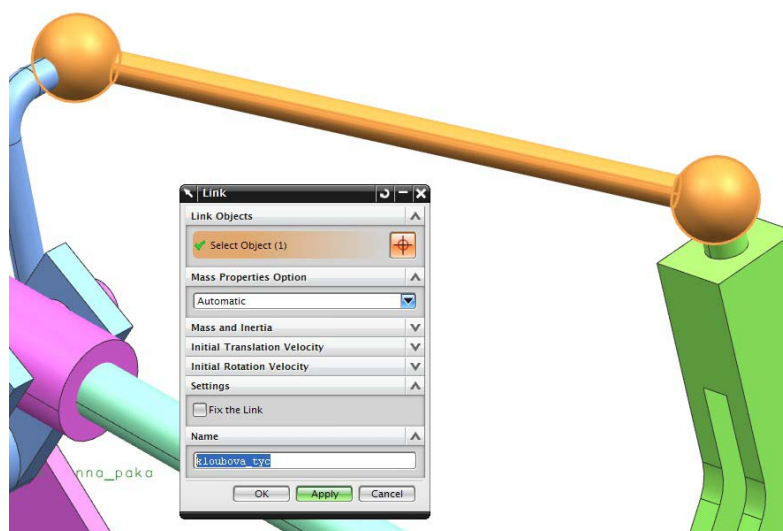 Link
Link Objects
Select Object (1)
Mass Properties Option
Automatic
Mass and Inertia
Initial Translation Velocity
Initial Rotation Velocity
Settings
Fix the Link
Name
kloubova_tyc
nna_paka
OK Apply Cancel